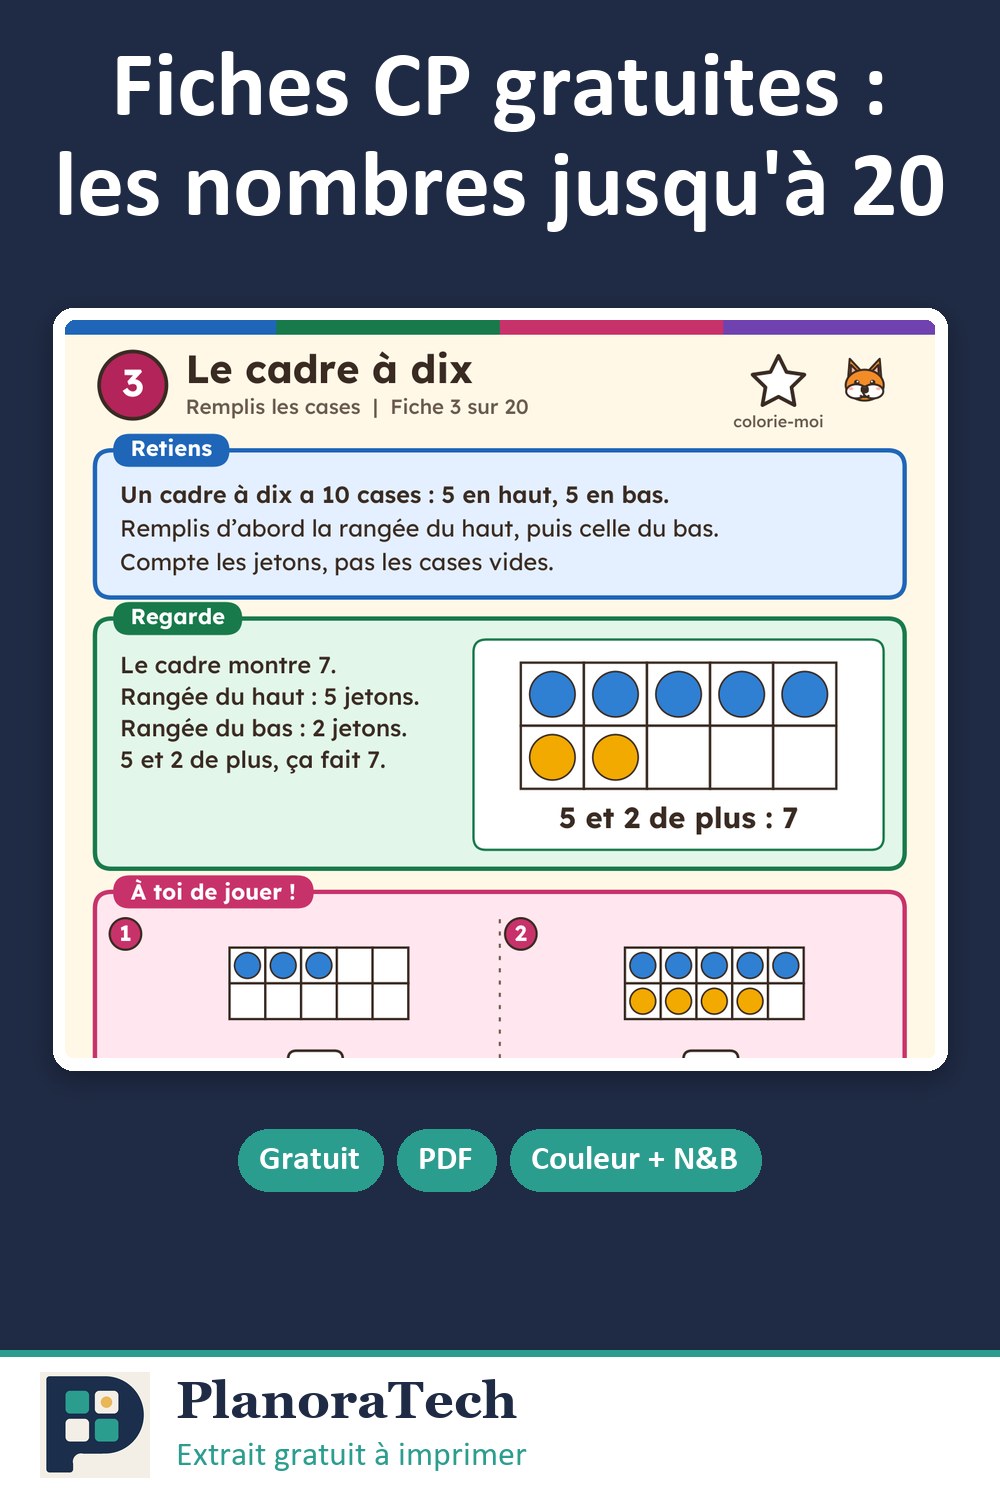 Fiches CP gratuites :
les nombres jusqu'à 20
3
Le cadre à dix
Remplis les cases | Fiche 3 sur 20
colorie-moi
Retiens
Un cadre à dix a 10 cases : 5 en haut, 5 en bas.
Remplis d’abord la rangée du haut, puis celle du bas.
Compte les jetons, pas les cases vides.
Regarde
Le cadre montre 7.
Rangée du haut : 5 jetons.
Rangée du bas : 2 jetons.
5 et 2 de plus, ça fait 7.
5 et 2 de plus : 7
À toi de jouer !
1
2
Gratuit
PDF
Couleur + N&B
PlanoraTech
Extrait gratuit à imprimer